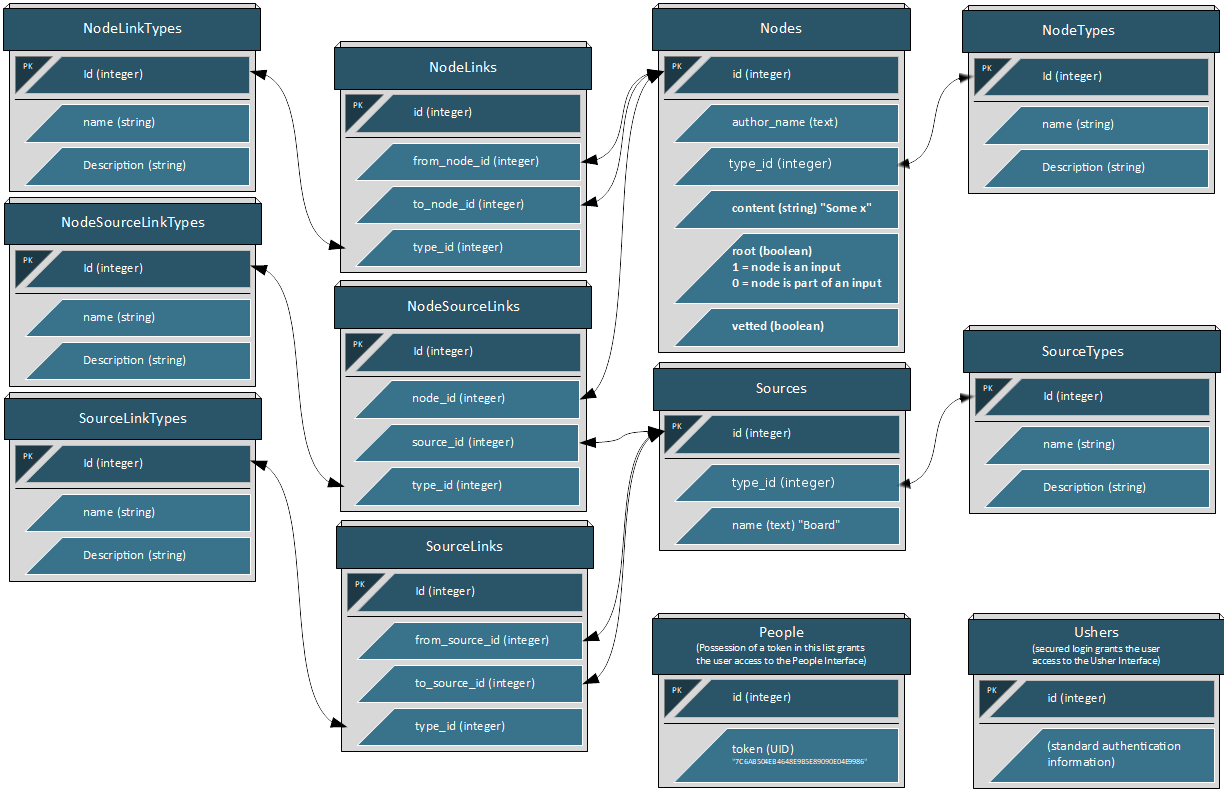 NodeLinkTypes
PK
Id (integer)
name (string)
Description (string)
NodeSourceLinkTypes
PK
Id (integer)
name (string)
Description (string)
SourceLinkTypes
PK
Id (integer)
name (string)
Description (string)
NodeLinks
PK
id (integer)
from_node_id (integer)
to_node_id (integer)
type_id (integer)
NodeSourceLinks
PK
Id (integer)
node_id (integer)
source_id (integer)
type_id (integer)
SourceLinks
PK
Id (integer)
from_source_id (integer)
to_source_id (integer)
type_id (integer)
Nodes
PK
id (integer)
author_name (text)
type_id (integer)
content (string) "Some x"
root (boolean)
1 = node is an input
0 = node is part of an input
vetted (boolean)
Sources
PK
id (integer)
type_id (integer)
name (text) "Board"
People
(Possession of a token in this list grants
the user access to the People Interface)
PK
id (integer)
token (UID)
"7C6AB504EB4648E9B5E89090E04E9986"
NodeTypes
PK
Id (integer)
name (string)
Description (string)
SourceTypes
PK
Id (integer)
name (string)
Description (string)
Ushers
(secured login grants the user
access to the Usher Interface)
PK
id (integer)
(standard authentication
information)